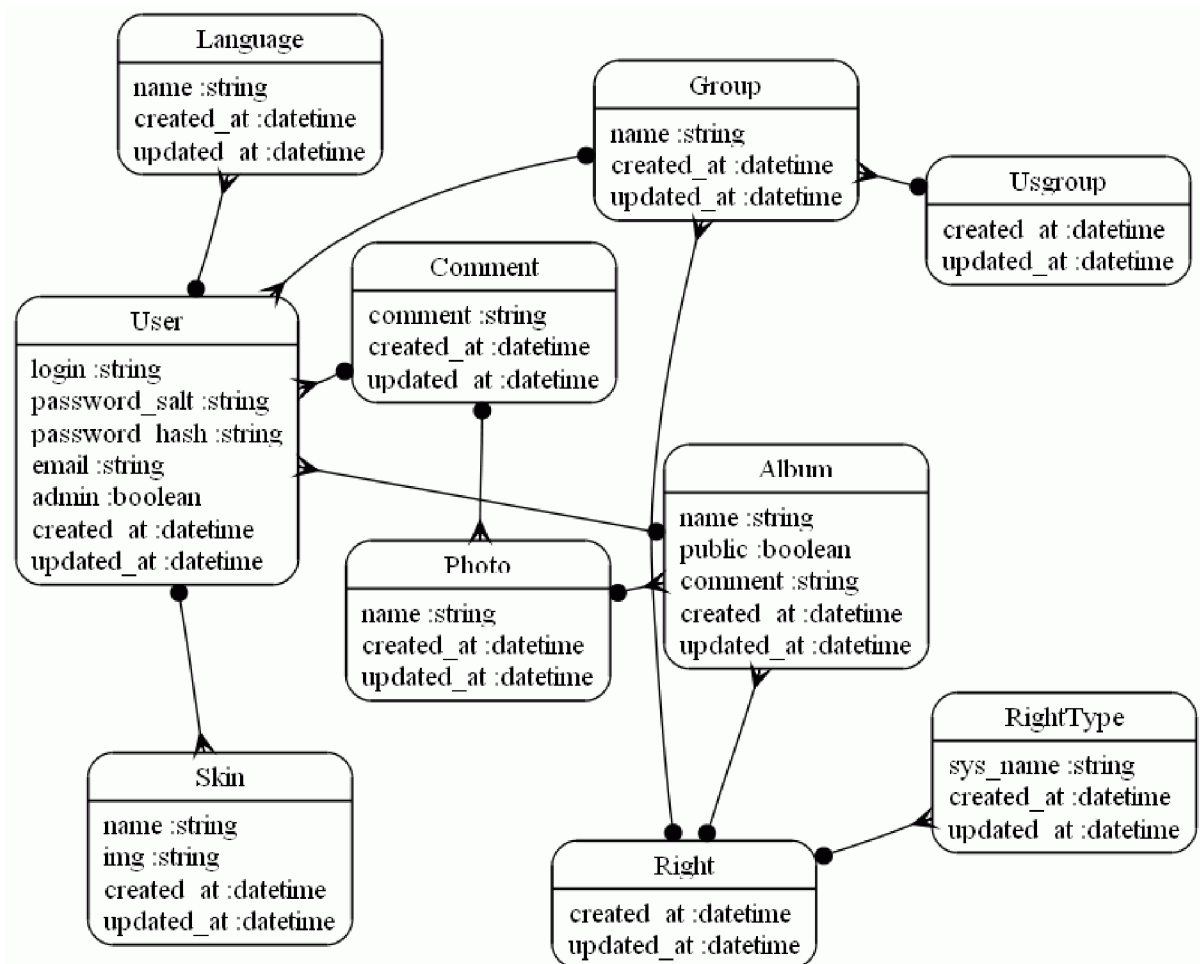 Language
name :string
created_at :datetime
updated_at :datetime
Group
name :string
created_at :datetime
updated_at :datetime
Usgroup
created_at :datetime
updated_at :datetime
Comment
comment :string
created_at :datetime
updated_at :datetime
User
login :string
password_salt :string
password_hash :string
email :string
admin :boolean
created_at :datetime
updated_at :datetime
Album
name :string
public :boolean
comment :string
created_at :datetime
updated_at :datetime
Photo
name :string
created_at :datetime
updated_at :datetime
RightType
sys_name :string
created_at :datetime
updated_at :datetime
Skin
name :string
img :string
created_at :datetime
updated_at :datetime
Right
created_at :datetime
updated_at :datetime